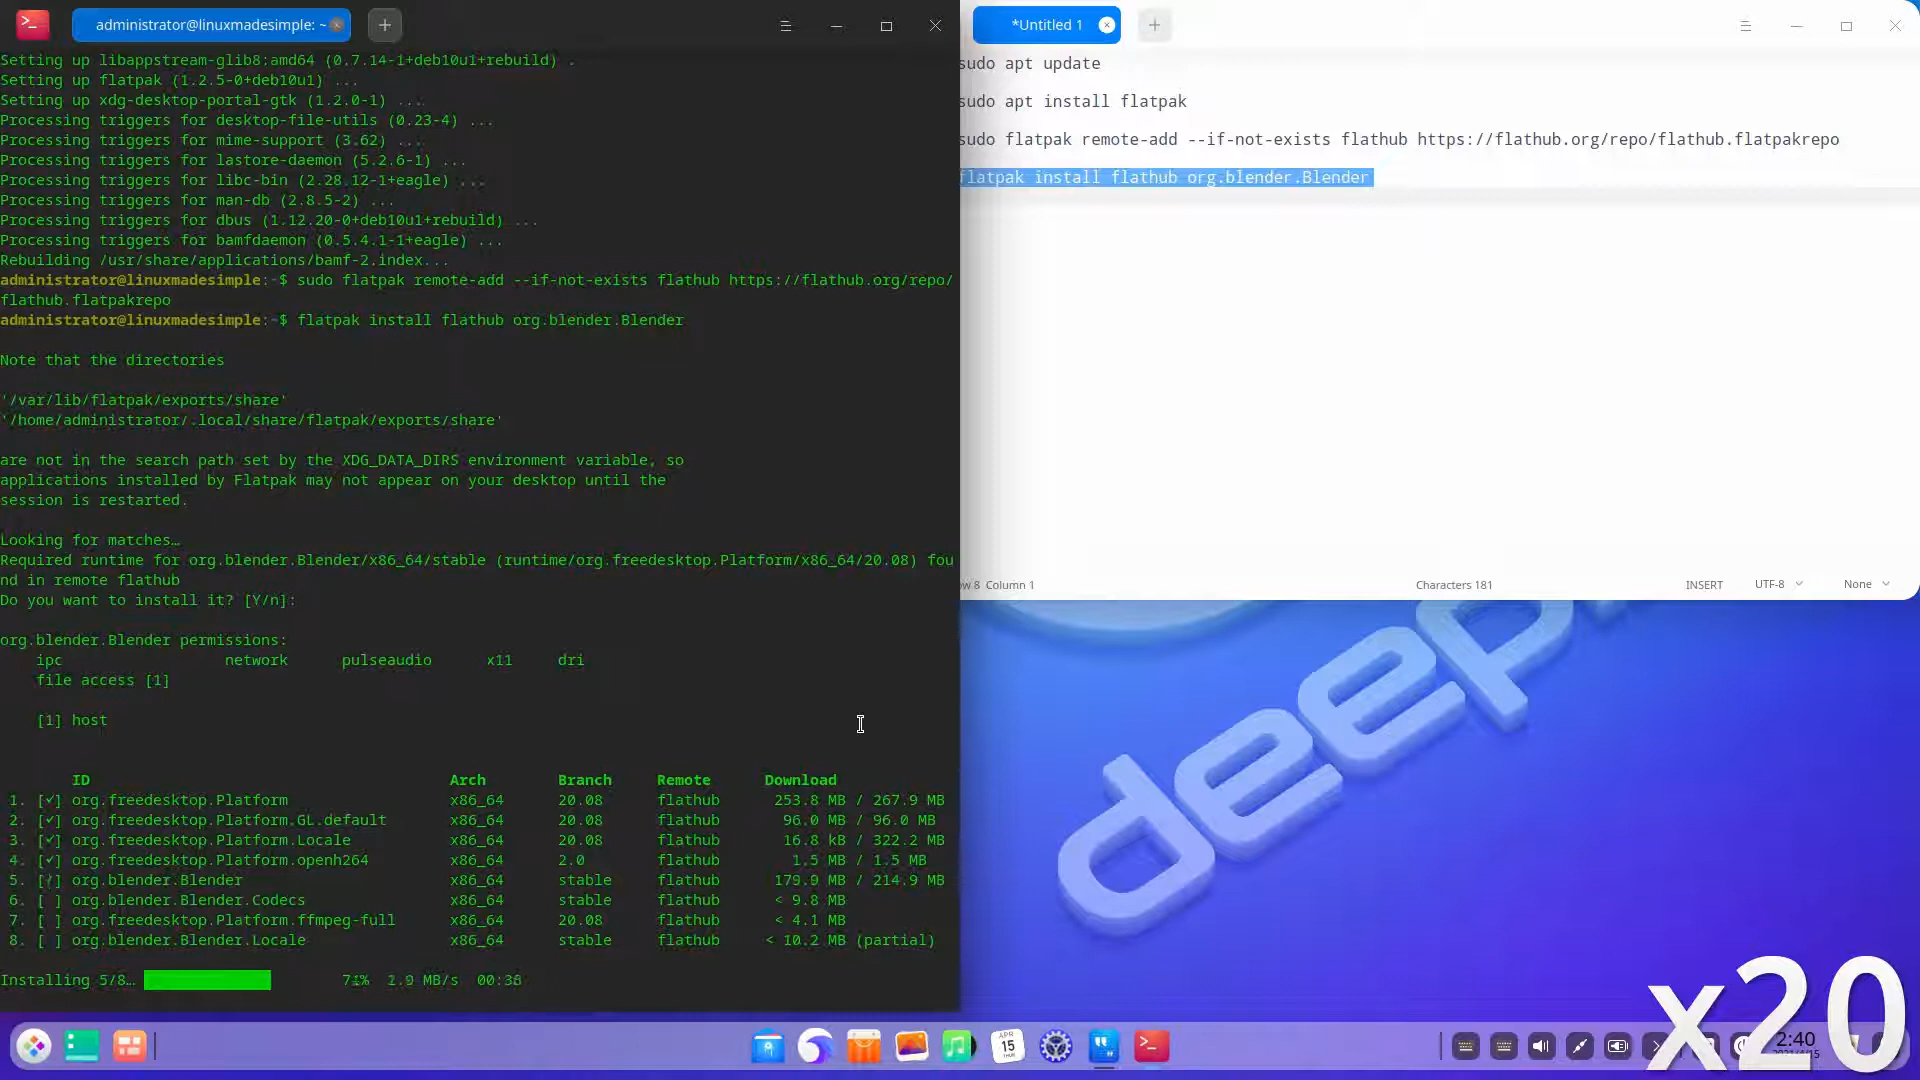 administrator@linuxmadesimple: ~
Setting up libappstream-glib8:amd64 (0.7.14-1+deb10u1+rebuild) .
Setting up flatpak (1.2.5-0+deb10u1) ...
Setting up xdg-desktop-portal-gtk (1.2.0-1) ...
Processing triggers for desktop-file-utils (0.23-4) ...
Processing triggers for mime-support (3.62) ...
Processing triggers for lastore-daemon (5.2.6-1) ...
Processing triggers for libc-bin (2.28.12-1+eagle) ...
Processing triggers for man-db (2.8.5-2) ...
Processing triggers for dbus (1.12.20-0+deb10u1+rebuild) ...
Processing triggers for bamfdaemon (0.5.4.1-1+eagle) ...
Rebuilding /usr/share/applications/bamf-2.index...
administrator@linuxmadesimple:~$ sudo flatpak remote-add --if-not-exists flathub https://flathub.org/repo/
flathub.flatpakrepo
administrator@linuxmadesimple:~$ flatpak install flathub org.blender.Blender
Note that the directories
'/var/lib/flatpak/exports/share'
'/home/administrator/.local/share/flatpak/exports/share'
are not in the search path set by the XDG_DATA_DIRS environment variable, so
applications installed by Flatpak may not appear on your desktop until the
session is restarted.
Looking for matches…
Required runtime for org.blender.Blender/x86_64/stable (runtime/org.freedesktop.Platform/x86_64/20.08) fou
nd in remote flathub
Do you want to install it? [Y/n]:
org.blender.Blender permissions:
ipc network pulseaudio x11 dri
file access [1]
[1] host
ID Arch Branch Remote Download
1. [✓] org.freedesktop.Platform x86_64 20.08 flathub 253.8 MB / 267.9 MB
2. [✓] org.freedesktop.Platform.GL.default x86_64 20.08 flathub 96.0 MB / 96.0 MB
3. [✓] org.freedesktop.Platform.Locale x86_64 20.08 flathub 16.8 kB / 322.2 MB
4. [✓] org.freedesktop.Platform.openh264 x86_64 2.0 flathub 1.5 MB / 1.5 MB
5. [/] org.blender.Blender x86_64 stable flathub MB / 214.9 MB
6. [ ] org.blender.Blender.Codecs x86_64 stable flathub < 9.8 MB
7. [ ] org.freedesktop.Platform.ffmpeg-full x86_64 20.08 flathub < 4.1 MB
8. [ ] org.blender.Blender.Locale x86_64 stable flathub < 10.2 MB (partial)
Installing 5/8… MB/s
*Untitled 1
sudo apt update
sudo apt install flatpak
sudo flatpak remote-add --if-not-exists flathub https://flathub.org/repo/flathub.flatpakrepo
flatpak install flathub org.blender.Blender
ow 8 Column 1 Characters 181 INSERT UTF-8 None
deep
x20
APR
15
THU
2:40